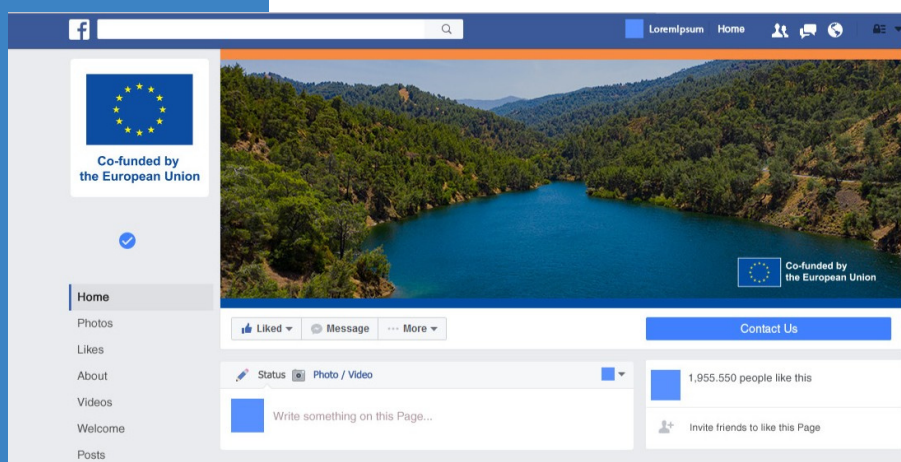 f
LoremIpsum Home
Co-funded by
the European Union
Co-funded by
the European Union
Home
Photos
Likes
About
Videos
Welcome
Posts
Liked Message ··· More
Contact Us
Status Photo / Video
Write something on this Page...
1,955.550 people like this
Invite friends to like this Page